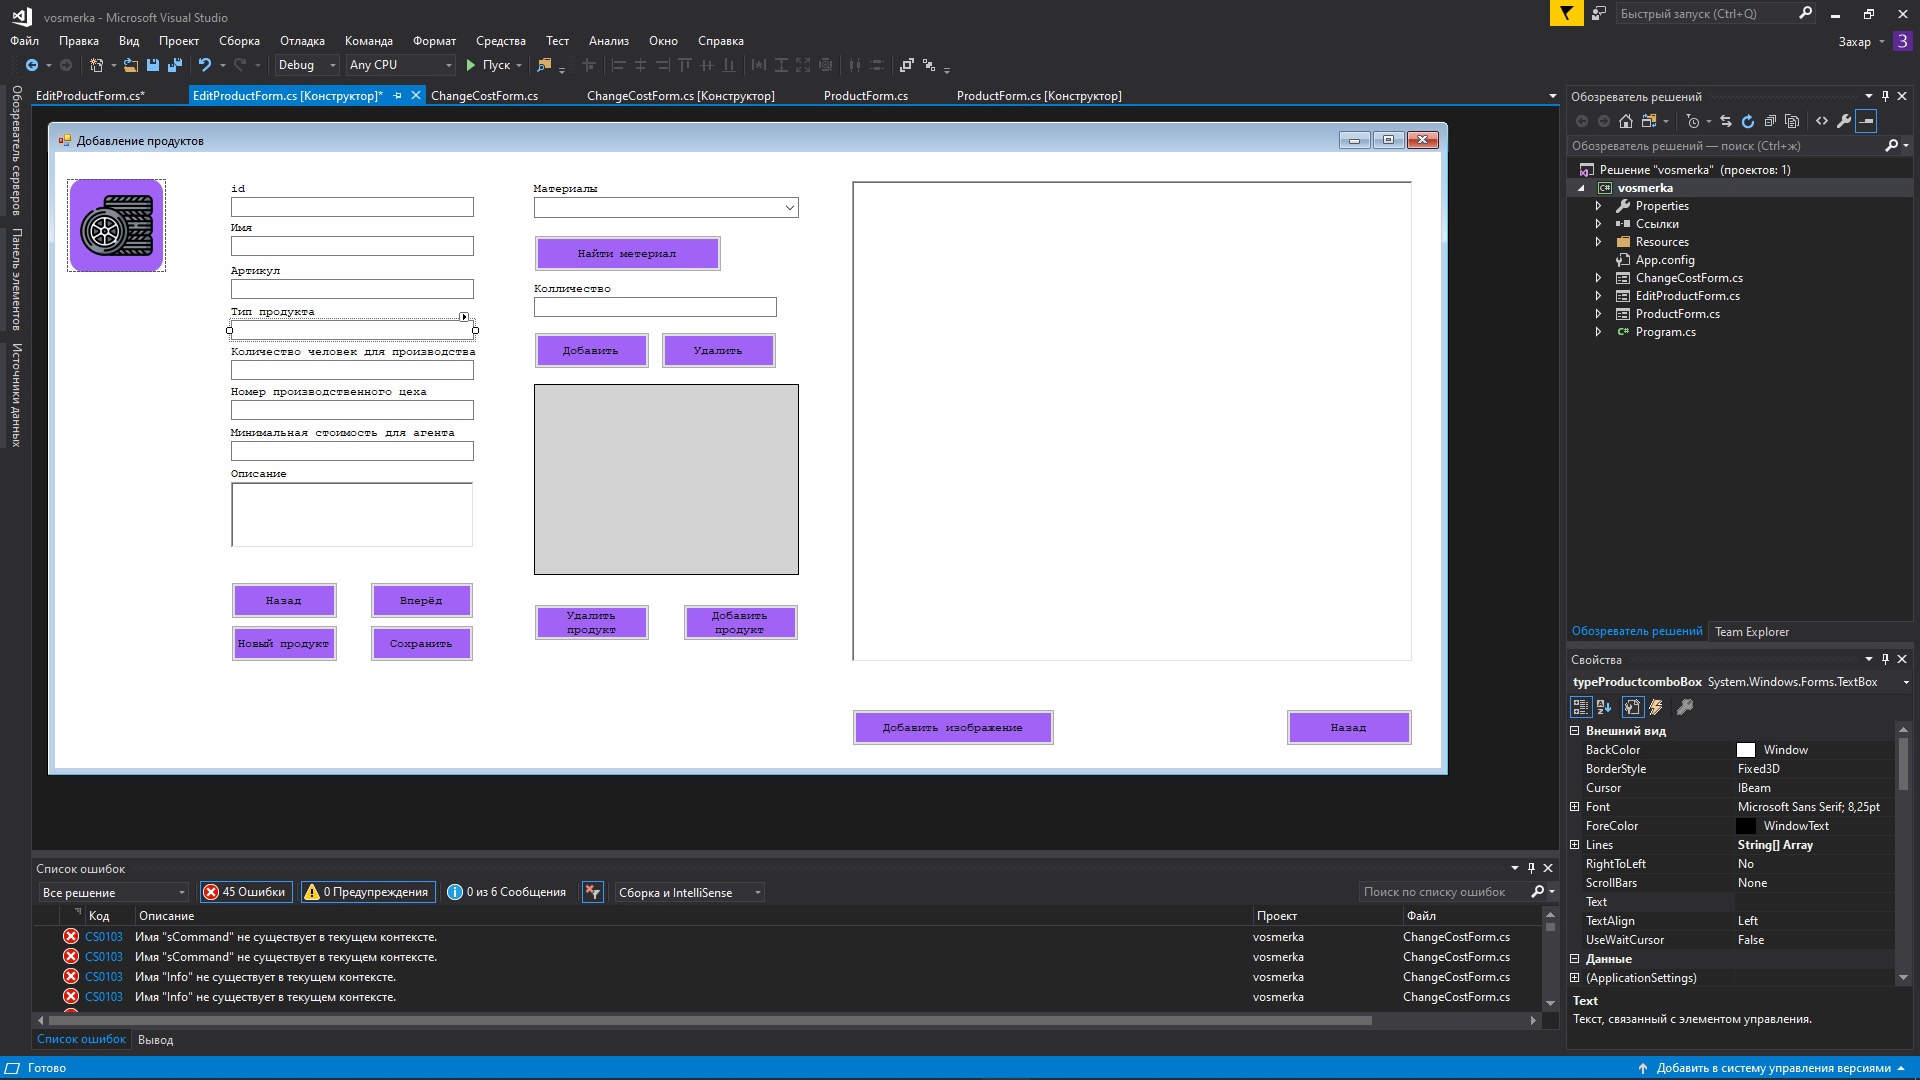 vosmerka - Microsoft Visual Studio
Быстрый запуск (Ctrl+Q)
Файл Правка Вид Проект Сборка Отладка Команда Формат Средства Тест Анализ Окно Справка
Захар З
Debug Any CPU Пуск
EditProductForm.cs* EditProductForm.cs [Конструктор]* ChangeCostForm.cs ChangeCostForm.cs [Конструктор] ProductForm.cs ProductForm.cs [Конструктор]
Обозреватель серверов
Панель элементов
Источники данных
Добавление продуктов
id
Имя
Артикул
Тип продукта
Количество человек для производства
Номер производственного цеха
Минимальная стоимость для агента
Описание
Назад Вперёд
Новый продукт Сохранить
Материалы
Найти метериал
Колличество
Добавить Удалить
Удалить продукт
Добавить продукт
Добавить изображение
Назад
Обозреватель решений
Обозреватель решений — поиск (Ctrl+ж)
Решение "vosmerka" (проектов: 1)
C# vosmerka
Properties
Ссылки
Resources
App.config
ChangeCostForm.cs
EditProductForm.cs
ProductForm.cs
C# Program.cs
Обозреватель решений Team Explorer
Свойства
typeProductcomboBox System.Windows.Forms.TextBox
Внешний вид
BackColor Window
BorderStyle Fixed3D
Cursor IBeam
Font Microsoft Sans Serif; 8,25pt
ForeColor WindowText
Lines String[] Array
RightToLeft No
ScrollBars None
Text
TextAlign Left
UseWaitCursor False
Данные
(ApplicationSettings)
Text
Текст, связанный с элементом управления.
Список ошибок
Все решение 45 Ошибки 0 Предупреждения 0 из 6 Сообщения Сборка и IntelliSense Поиск по списку ошибок
Код Описание Проект Файл
CS0103 Имя "sCommand" не существует в текущем контексте. vosmerka ChangeCostForm.cs
CS0103 Имя "sCommand" не существует в текущем контексте. vosmerka ChangeCostForm.cs
CS0103 Имя "Info" не существует в текущем контексте. vosmerka ChangeCostForm.cs
CS0103 Имя "Info" не существует в текущем контексте. vosmerka ChangeCostForm.cs
Список ошибок Вывод
Готово
Добавить в систему управления версиями